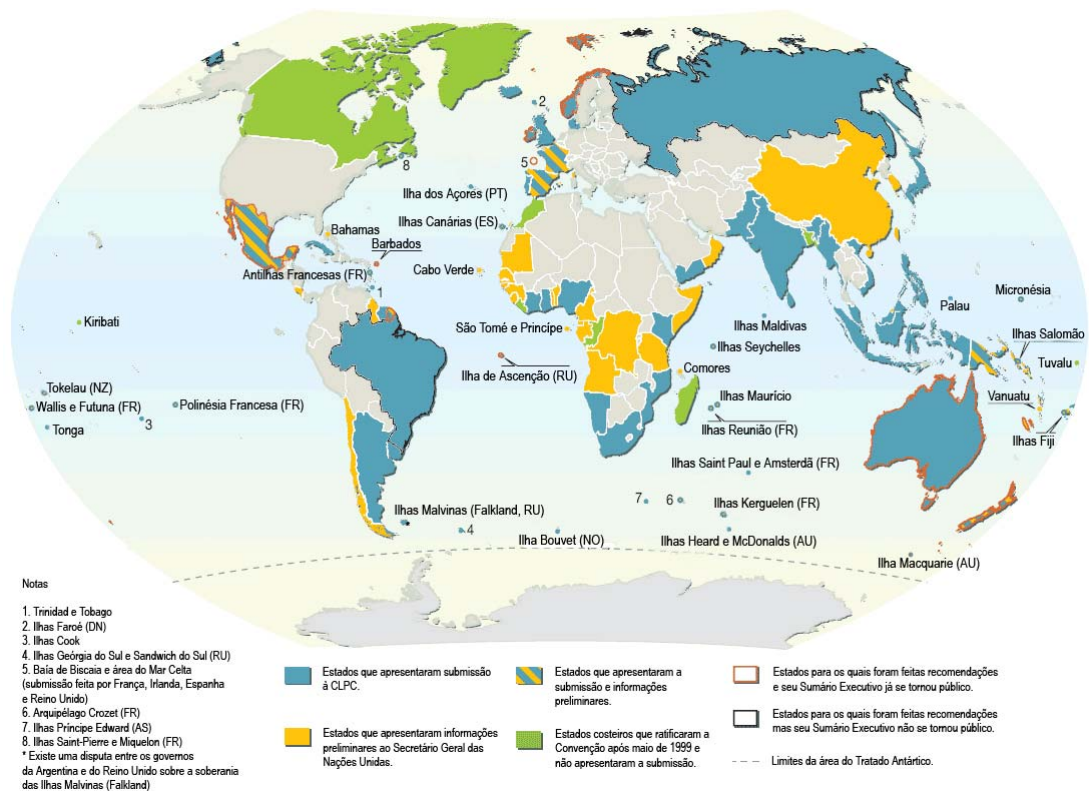 2
8
5
Ilha dos Açores (PT)
Ilhas Canárias (ES)
Bahamas
Barbados
Antilhas Francesas (FR)
1
Cabo Verde
São Tomé e Príncipe
Ilha de Ascenção (RU)
Kiribati
Tokelau (NZ)
Wallis e Futuna (FR)
Polinésia Francesa (FR)
3
Tonga
Micronésia
Palau
Ilhas Maldivas
Ilhas Seychelles
Ilhas Salomão
Tuvalu
Comores
Vanuatu
Ilhas Maurício
Ilhas Reunião (FR)
Ilhas Fiji
Ilhas Saint Paul e Amsterdã (FR)
7
6
Ilhas Kerguelen (FR)
Ilhas Malvinas (Falkland, RU)
4
Ilha Bouvet (NO)
Ilhas Heard e McDonalds (AU)
Ilha Macquarie (AU)
Notas
1. Trinidad e Tobago
2. Ilhas Faroé (DN)
3. Ilhas Cook
4. Ilhas Geórgia do Sul e Sandwich do Sul (RU)
5. Baía de Biscaia e área do Mar Celta
(submissão feita por França, Irlanda, Espanha
e Reino Unido)
6. Arquipélago Crozet (FR)
7. Ilhas Príncipe Edward (AS)
8. Ilhas Saint-Pierre e Miquelon (FR)
* Existe uma disputa entre os governos
da Argentina e do Reino Unido sobre a soberania
das Ilhas Malvinas (Falkland)
Estados que apresentaram submissão
à CLPC.
Estados que apresentaram informações
preliminares ao Secretário Geral das
Nações Unidas.
Estados que apresentaram a
submissão e informações
preliminares.
Estados costeiros que ratificaram a
Convenção após maio de 1999 e
não apresentaram a submissão.
Estados para os quais foram feitas recomendações
e seu Sumário Executivo já se tornou público.
Estados para os quais foram feitas recomendações
mas seu Sumário Executivo não se tornou público.
Limites da área do Tratado Antártico.